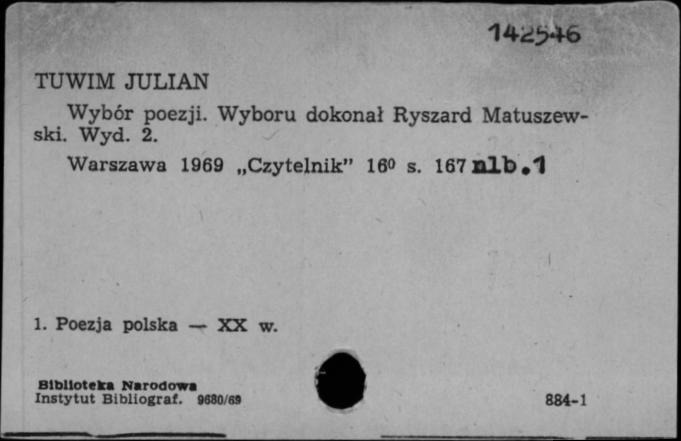 142546
TUWIM JULIAN
Wybór poezji. Wyboru dokonał Ryszard Matuszew-
ski. Wyd. 2.
Warszawa 1969 „Czytelnik” 16⁰ s. 167 nlb.1
1. Poezja polska — XX w.
Biblioteka Narodowa
Instytut Bibliograf. 9680/69
884-1